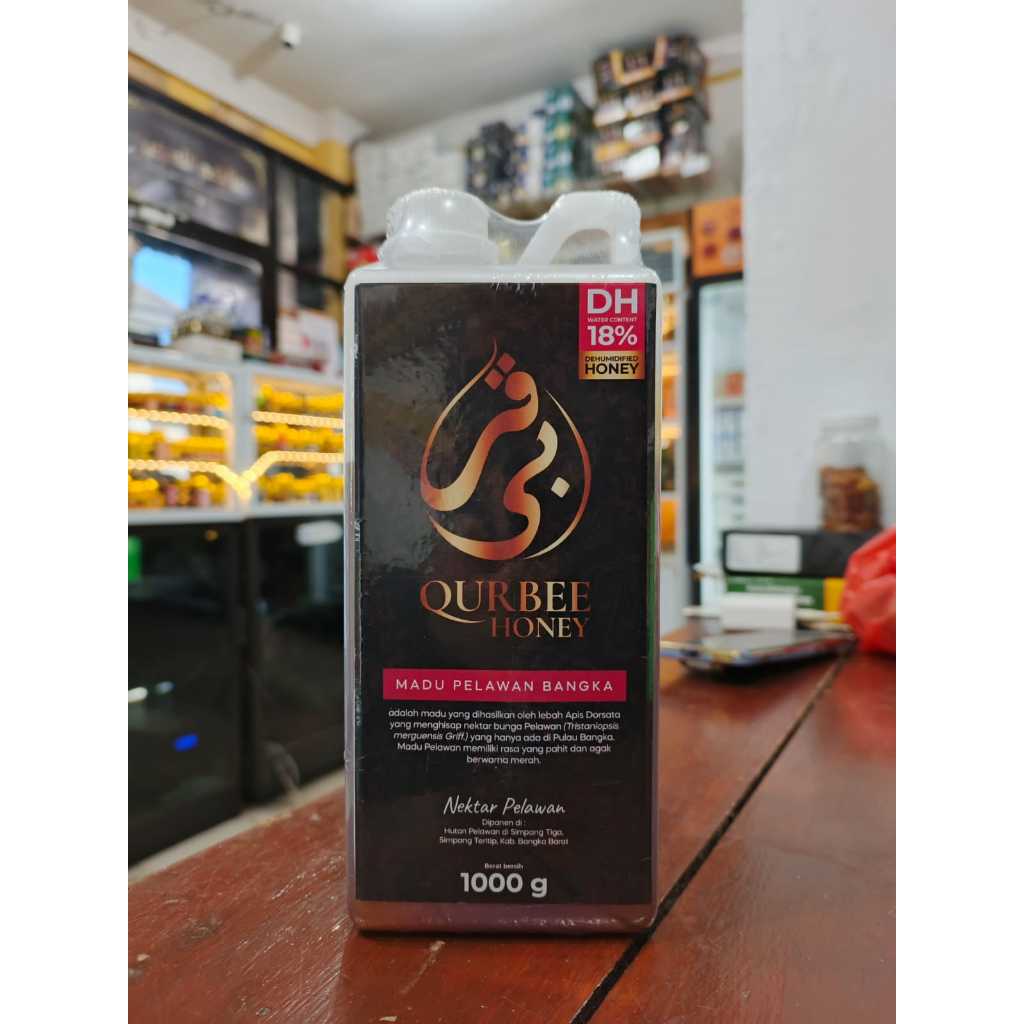 DH
WATER CONTENT
18%
DEHUMIDIFIED
HONEY
قر
بي
QURBEE
HONEY
MADU PELAWAN BANGKA
adalah madu yang dihasilkan oleh lebah Apis Dorsata
yang menghisap nektar bunga Pelawan (Tristaniopsis
merguensis Griff.) yang hanya ada di Pulau Bangka.
Madu Pelawan memiliki rasa yang pahit dan agak
berwarna merah.
Nektar Pelawan
Dipanen di :
Hutan Pelawan di Simpang Tiga,
Simpang Teritip, Kab. Bangka Barat
Berat bersih
1000 g